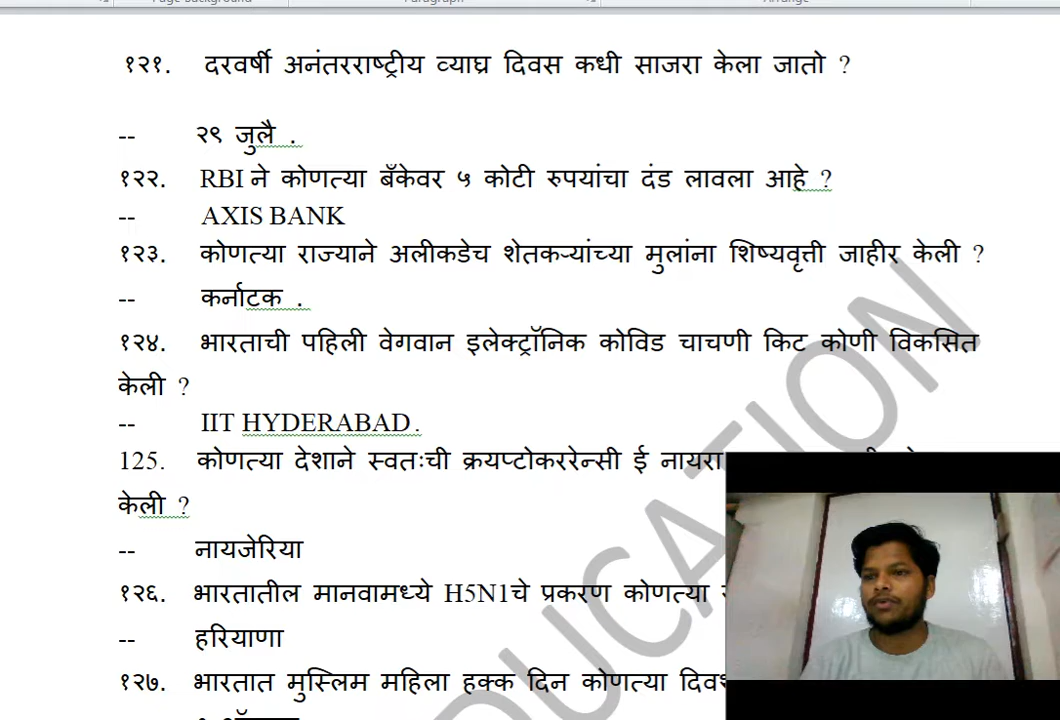 १२१. दरवर्षी अनंतरराष्ट्रीय व्याघ्र दिवस कधी साजरा केला जातो ?
-- २९ जुलै .
१२२. RBI ने कोणत्या बँकेवर ५ कोटी रुपयांचा दंड लावला आहे ?
-- AXIS BANK
१२३. कोणत्या राज्याने अलीकडेच शेतकऱ्यांच्या मुलांना शिष्यवृत्ती जाहीर केली ?
-- कर्नाटक .
१२४. भारताची पहिली वेगवान इलेक्ट्रॉनिक कोविड चाचणी किट कोणी विकसित
केली ?
-- IIT HYDERABAD.
125. कोणत्या देशाने स्वतःची क्रयप्टोकररेन्सी ई नायरा
केली ?
-- नायजेरिया
१२६. भारतातील मानवामध्ये H5N1चे प्रकरण कोणत्या
-- हरियाणा
१२७. भारतात मुस्लिम महिला हक्क दिन कोणत्या
EDUCATION